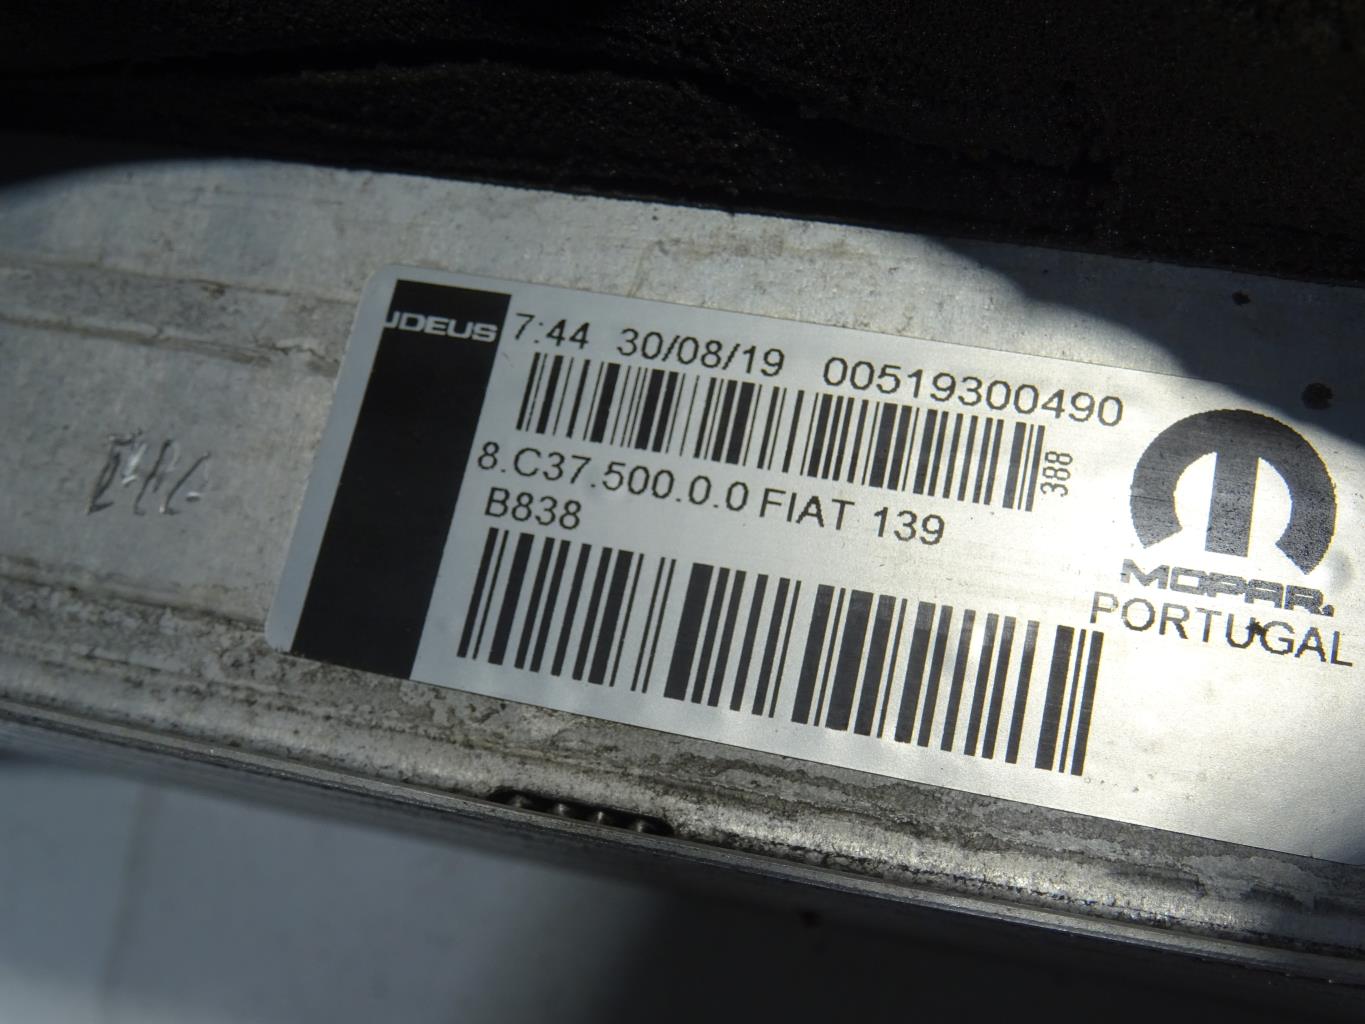 JDEUS
7:44 30/08/19 00519300490
388
8.C37.500.0.0 FIAT 139
B838
MOPAR.
PORTUGAL